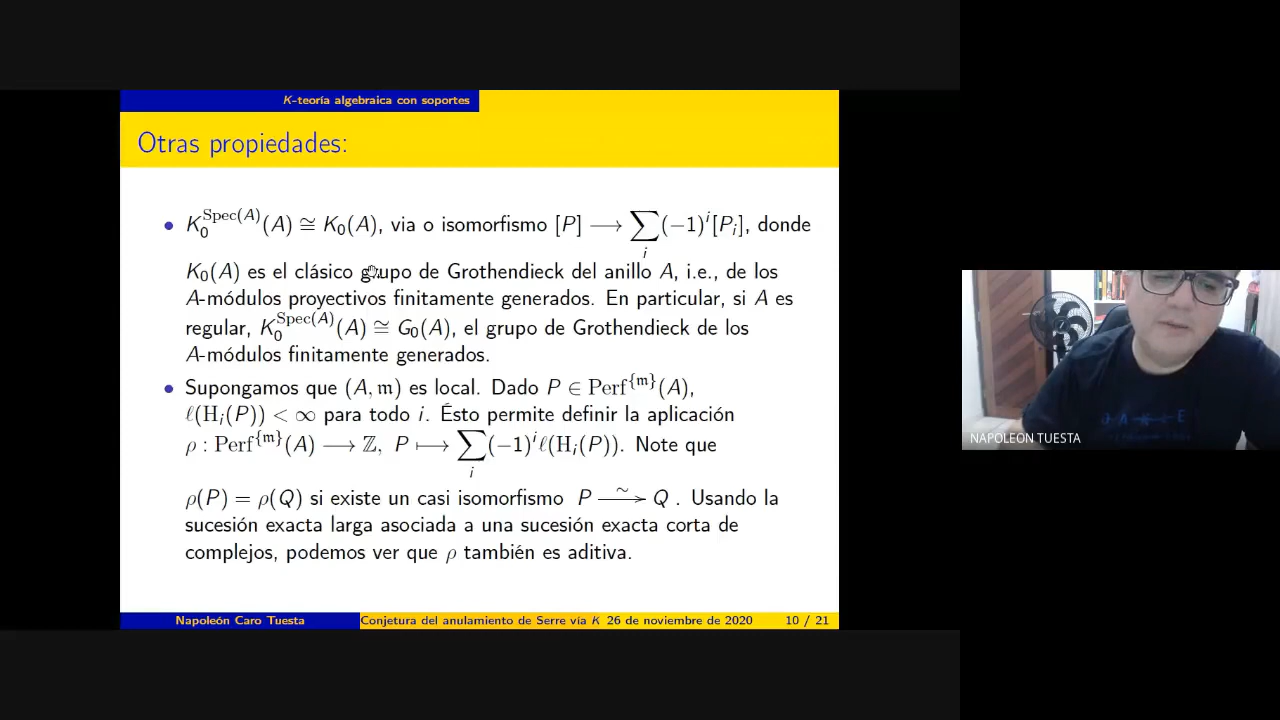 K-teoría algebraica con soportes
Otras propiedades:
• K₀^{Spec(A)}(A) ≅ K₀(A), via o isomorfismo [P] ⟶ ∑_i (−1)^i [P_i], donde
K₀(A) es el clásico grupo de Grothendieck del anillo A, i.e., de los
A-módulos proyectivos finitamente generados. En particular, si A es
regular, K₀^{Spec(A)}(A) ≅ G₀(A), el grupo de Grothendieck de los
A-módulos finitamente generados.
• Supongamos que (A, 𝔪) es local. Dado P ∈ Perf^{{𝔪}}(A),
ℓ(H_i(P)) < ∞ para todo i. Ésto permite definir la aplicación
ρ : Perf^{{𝔪}}(A) ⟶ ℤ, P ⟼ ∑_i (−1)^i ℓ(H_i(P)). Note que
ρ(P) = ρ(Q) si existe un casi isomorfismo P ⟶^∼ Q . Usando la
sucesión exacta larga asociada a una sucesión exacta corta de
complejos, podemos ver que ρ también es aditiva.
Napoleón Caro Tuesta Conjetura del anulamiento de Serre vía K 26 de noviembre de 2020 10 / 21
NAPOLEON TUESTA